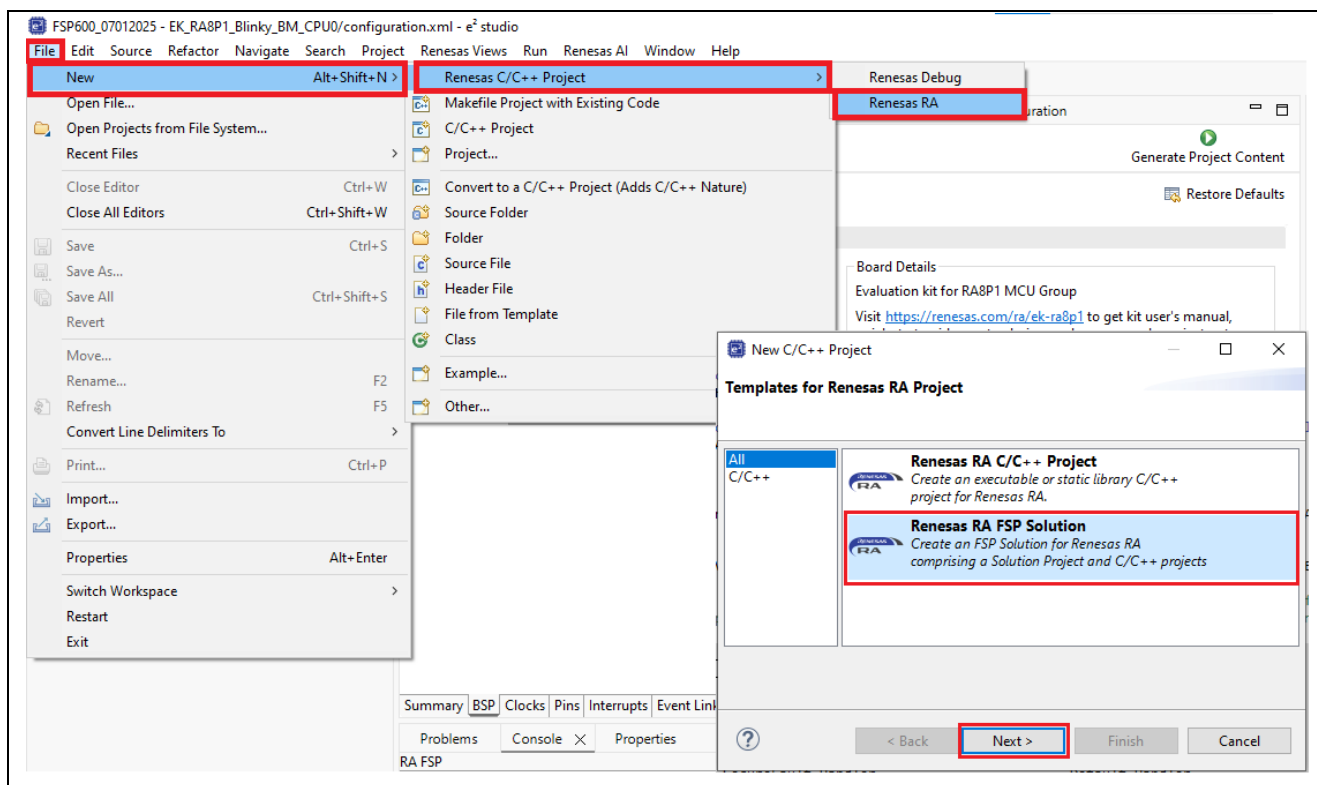 FSP600_07012025 - EK_RA8P1_Blinky_BM_CPU0/configuration.xml - e² studio
File Edit Source Refactor Navigate Search Project Renesas Views Run Renesas AI Window Help
New Alt+Shift+N >
Open File...
Open Projects from File System...
Recent Files >
Close Editor Ctrl+W
Close All Editors Ctrl+Shift+W
Save Ctrl+S
Save As...
Save All Ctrl+Shift+S
Revert
Move...
Rename... F2
Refresh F5
Convert Line Delimiters To >
Print... Ctrl+P
Import...
Export...
Properties Alt+Enter
Switch Workspace >
Restart
Exit
Renesas C/C++ Project >
Makefile Project with Existing Code
C/C++ Project
Project...
Convert to a C/C++ Project (Adds C/C++ Nature)
Source Folder
Folder
Source File
Header File
File from Template
Class
Example...
Other...
Renesas Debug
Renesas RA
uration
Generate Project Content
Restore Defaults
Board Details
Evaluation kit for RA8P1 MCU Group
Visit https://renesas.com/ra/ek-ra8p1 to get kit user's manual,
New C/C++ Project
Templates for Renesas RA Project
All
C/C++
RENESAS
RA
Renesas RA C/C++ Project
Create an executable or static library C/C++
project for Renesas RA.
RENESAS
RA
Renesas RA FSP Solution
Create an FSP Solution for Renesas RA
comprising a Solution Project and C/C++ projects
? < Back Next > Finish Cancel
Summary BSP Clocks Pins Interrupts Event Link
Problems Console Properties
RA FSP